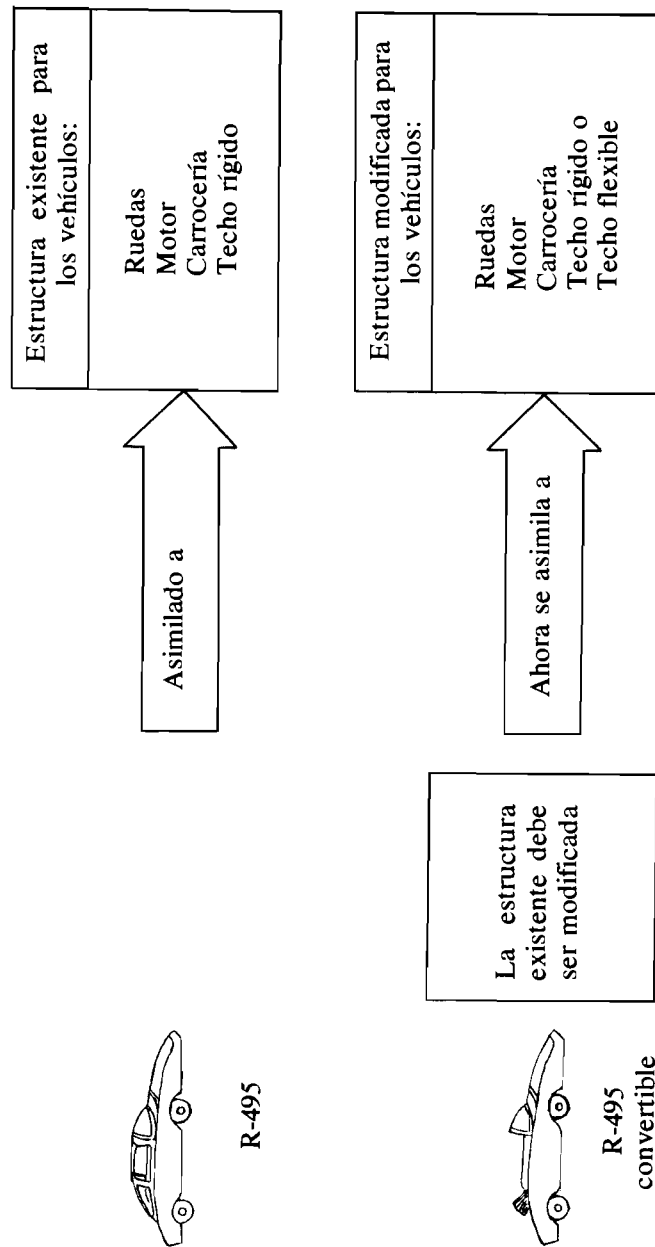 R-495
Asimilado a
Estructura existente para
los vehículos:
Ruedas
Motor
Carrocería
Techo rígido
R-495
convertible
La estructura
existente debe
ser modificada
Ahora se asimila a
Estructura modificada para
los vehículos:
Ruedas
Motor
Carrocería
Techo rígido o
Techo flexible